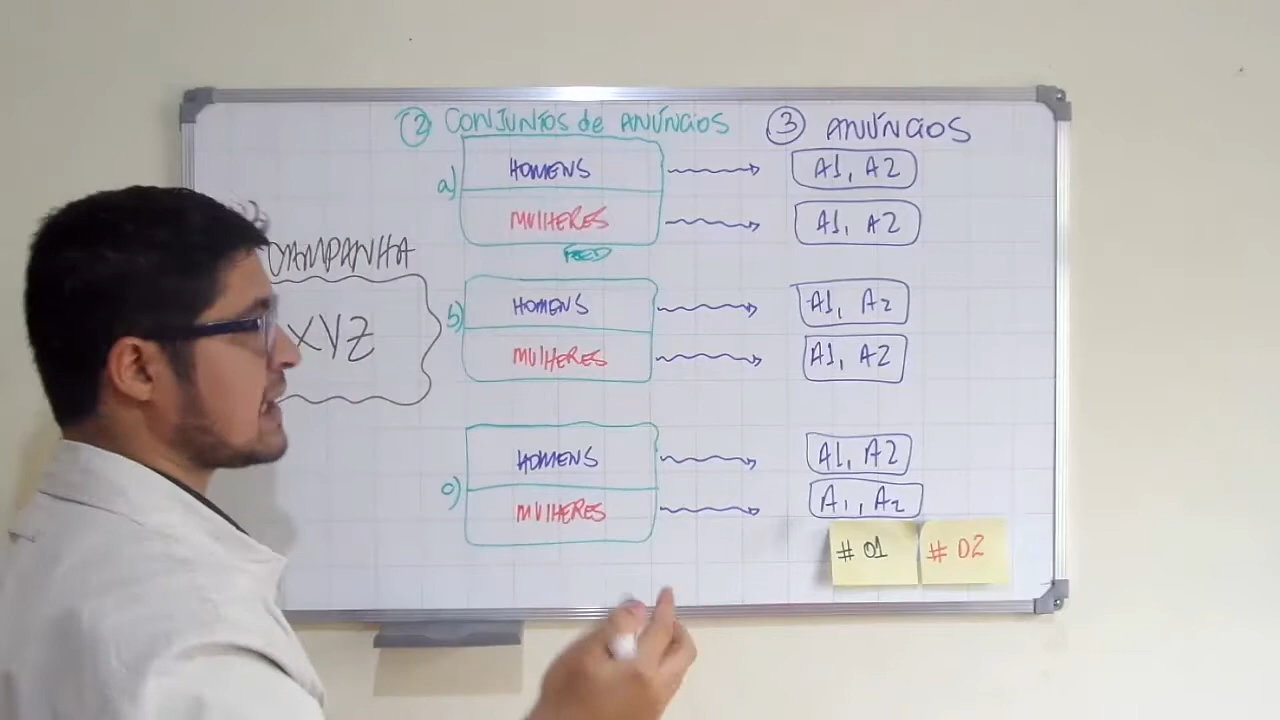 ② CONJUNTOS de ANÚNCIOS
③ ANÚNCIOS
CAMPANHA
XYZ
a)
HOMENS
A1, A2
MULHERES
A1, A2
FEED
b)
HOMENS
A1, A2
MULHERES
A1, A2
c)
HOMENS
A1, A2
MULHERES
A1, A2
# 01
# 02